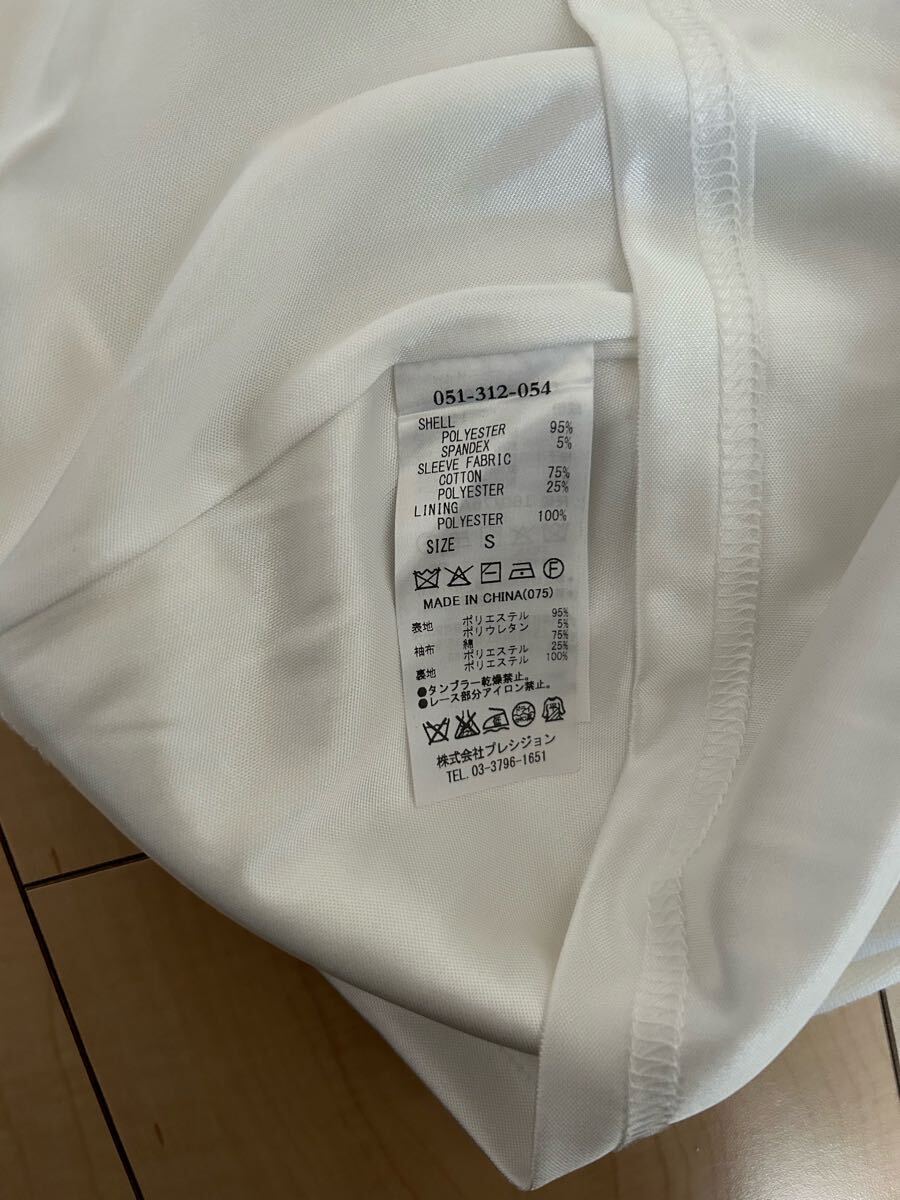 051-312-054
SHELL
POLYESTER 95%
SPANDEX 5%
SLEEVE FABRIC
COTTON 75%
POLYESTER 25%
LINING
POLYESTER 100%
SIZE S
F
MADE IN CHINA(075)
表地 ポリエステル 95%
ポリウレタン 5%
袖布 綿 75%
ポリエステル 25%
裏地 ポリエステル 100%
●タンブラー乾燥禁止。
●レース部分アイロン禁止。
株式会社プレシジョン
TEL. 03-3796-1651